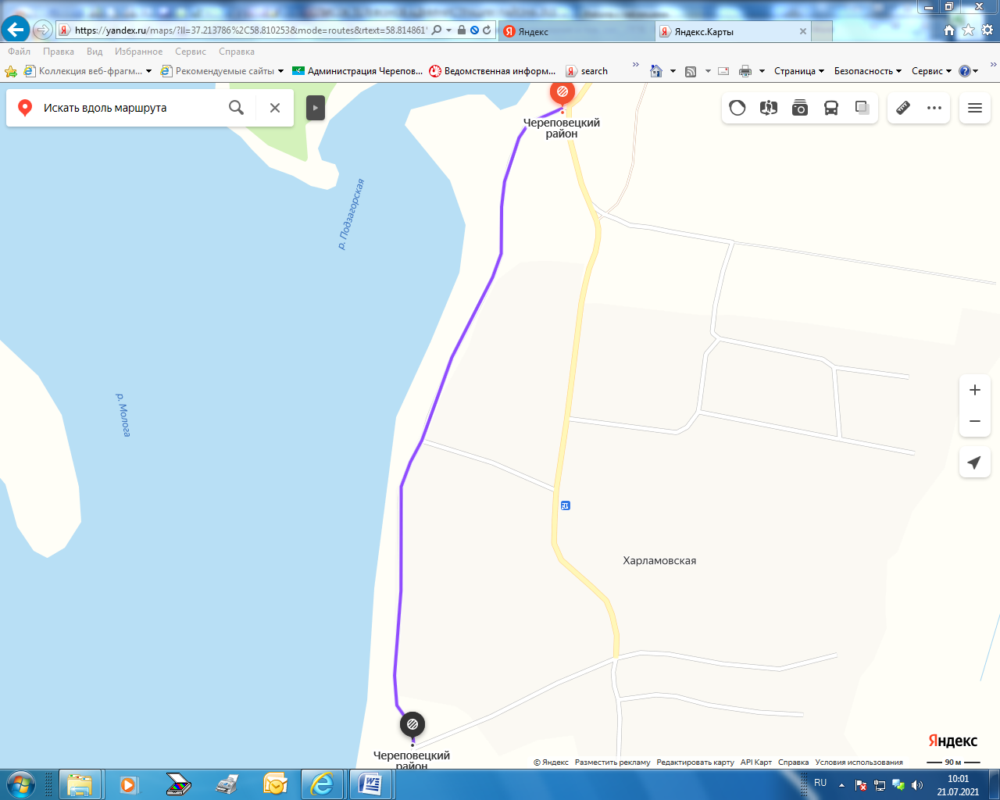 https://yandex.ru/maps/?ll=37.213786%2C58.810253&mode=routes&rtext=58.814861
Яндекс
Яндекс.Карты
Файл Правка Вид Избранное Сервис Справка
Коллекция веб-фрагм... Рекомендуемые сайты Администрация Черепов... Ведомственная информ... search Страница Безопасность Сервис
Искать вдоль маршрута
Череповецкий
район
р. Подзагорская
р. Молога
Харламовская
Череповецкий
район
Яндекс
© Яндекс Разместить рекламу Редактировать карту API Карт Справка Условия использования 90 м
RU
10:01
21.07.2021